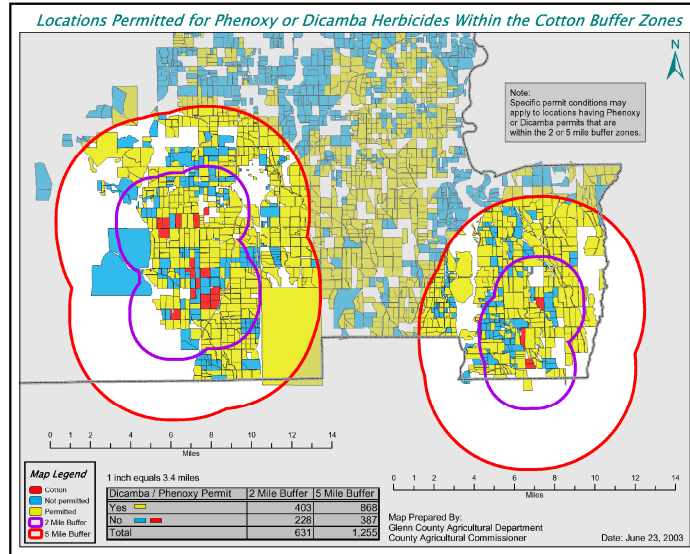 Locations Permitted for Phenoxy or Dicamba Herbicides Within the Cotton Buffer Zones
N
Note:
Specific permit conditions may
apply to locations having Phenoxy
or Dicamba permits that are
within the 2 or 5 mile buffer zones.
0 1 2 4 6 8 10 12 14
Miles
Map Legend
Cotton
Not permitted
Permitted
2 Mile Buffer
5 Mile Buffer
1 inch equals 3.4 miles
Dicamba / Phenoxy Permit 2 Mile Buffer 5 Mile Buffer
Yes 403 868
No 228 387
Total 631 1,255
0 1 2 4 6 8 10 12 14
Miles
Map Prepared By:
Glenn County Agricultural Department
County Agricultural Commissioner
Date: June 23, 2003